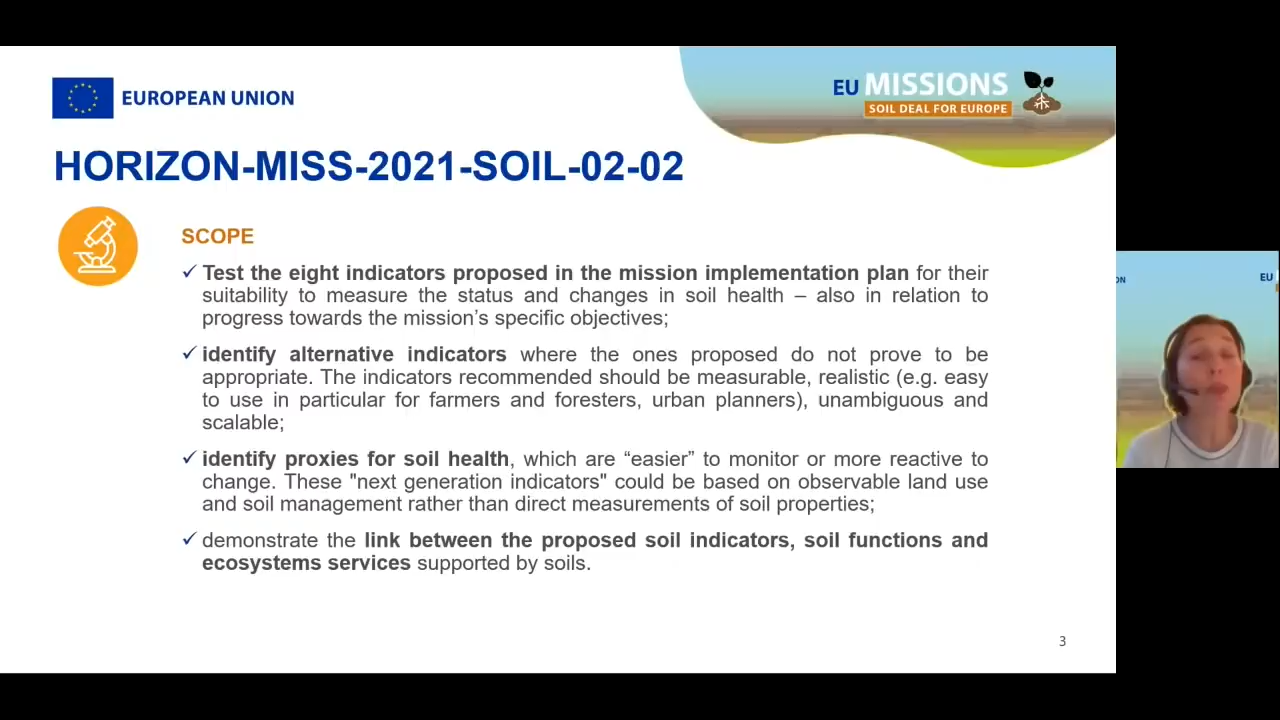 EUROPEAN UNION
EU MISSIONS
SOIL DEAL FOR EUROPE
HORIZON-MISS-2021-SOIL-02-02
SCOPE
✓ Test the eight indicators proposed in the mission implementation plan for their
suitability to measure the status and changes in soil health – also in relation to
progress towards the mission’s specific objectives;
✓ identify alternative indicators where the ones proposed do not prove to be
appropriate. The indicators recommended should be measurable, realistic (e.g. easy
to use in particular for farmers and foresters, urban planners), unambiguous and
scalable;
✓ identify proxies for soil health, which are “easier” to monitor or more reactive to
change. These "next generation indicators" could be based on observable land use
and soil management rather than direct measurements of soil properties;
✓ demonstrate the link between the proposed soil indicators, soil functions and
ecosystems services supported by soils.
3
ON
EU